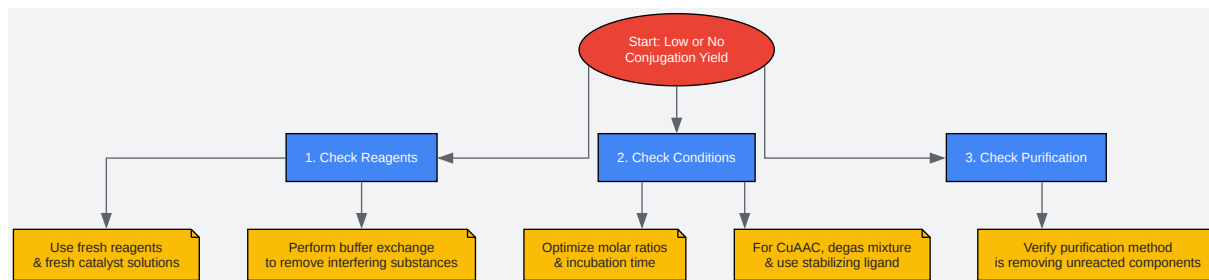 Start: Low or No
Conjugation Yield
1. Check Reagents
2. Check Conditions
3. Check Purification
Use fresh reagents
& fresh catalyst solutions
Perform buffer exchange
to remove interfering substances
Optimize molar ratios
& incubation time
For CuAAC, degas mixture
& use stabilizing ligand
Verify purification method
is removing unreacted components